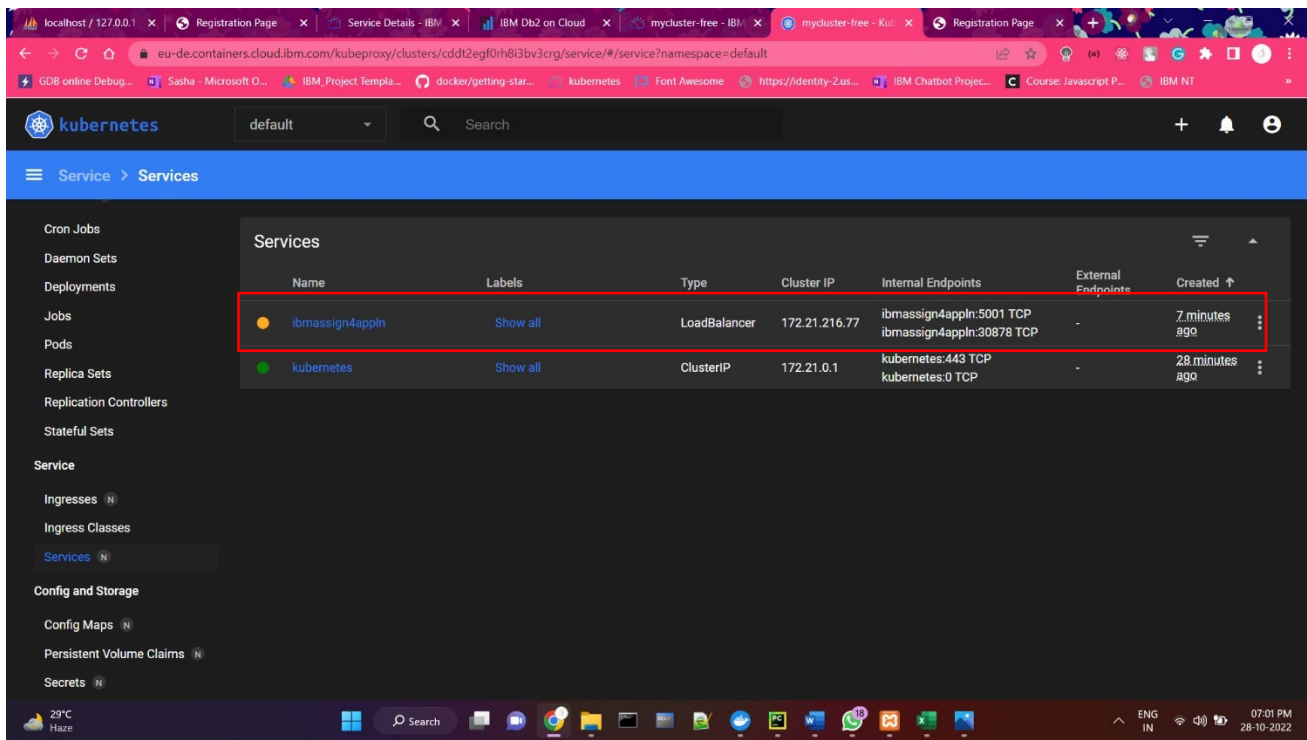 localhost / 127.0.0.1
Registration Page
Service Details - IBM
IBM Db2 on Cloud
mycluster-free - IBM
mycluster-free - Kub
Registration Page
eu-de.containers.cloud.ibm.com/kubeproxy/clusters/cddt2egf0rh8i3bv3crg/service/#/service?namespace=default
GDB online Debug...
Sasha - Microsoft O...
IBM_Project Templa...
docker/getting-star...
kubernetes
Font Awesome
https://identity-2.us...
IBM Chatbot Projec...
Course: Javascript P...
IBM NT
kubernetes
default
Search
Service > Services
Cron Jobs
Daemon Sets
Deployments
Jobs
Pods
Replica Sets
Replication Controllers
Stateful Sets
Service
Ingresses N
Ingress Classes
Services N
Config and Storage
Config Maps N
Persistent Volume Claims N
Secrets N
Services
Name Labels Type Cluster IP Internal Endpoints External Endpoints Created
ibmassign4appln Show all LoadBalancer 172.21.216.77 ibmassign4appln:5001 TCP - 7 minutes
ibmassign4appln:30878 TCP ago
kubernetes Show all ClusterIP 172.21.0.1 kubernetes:443 TCP - 28 minutes
kubernetes:0 TCP ago
29°C
Haze
Search
18
ENG
IN
07:01 PM
28-10-2022